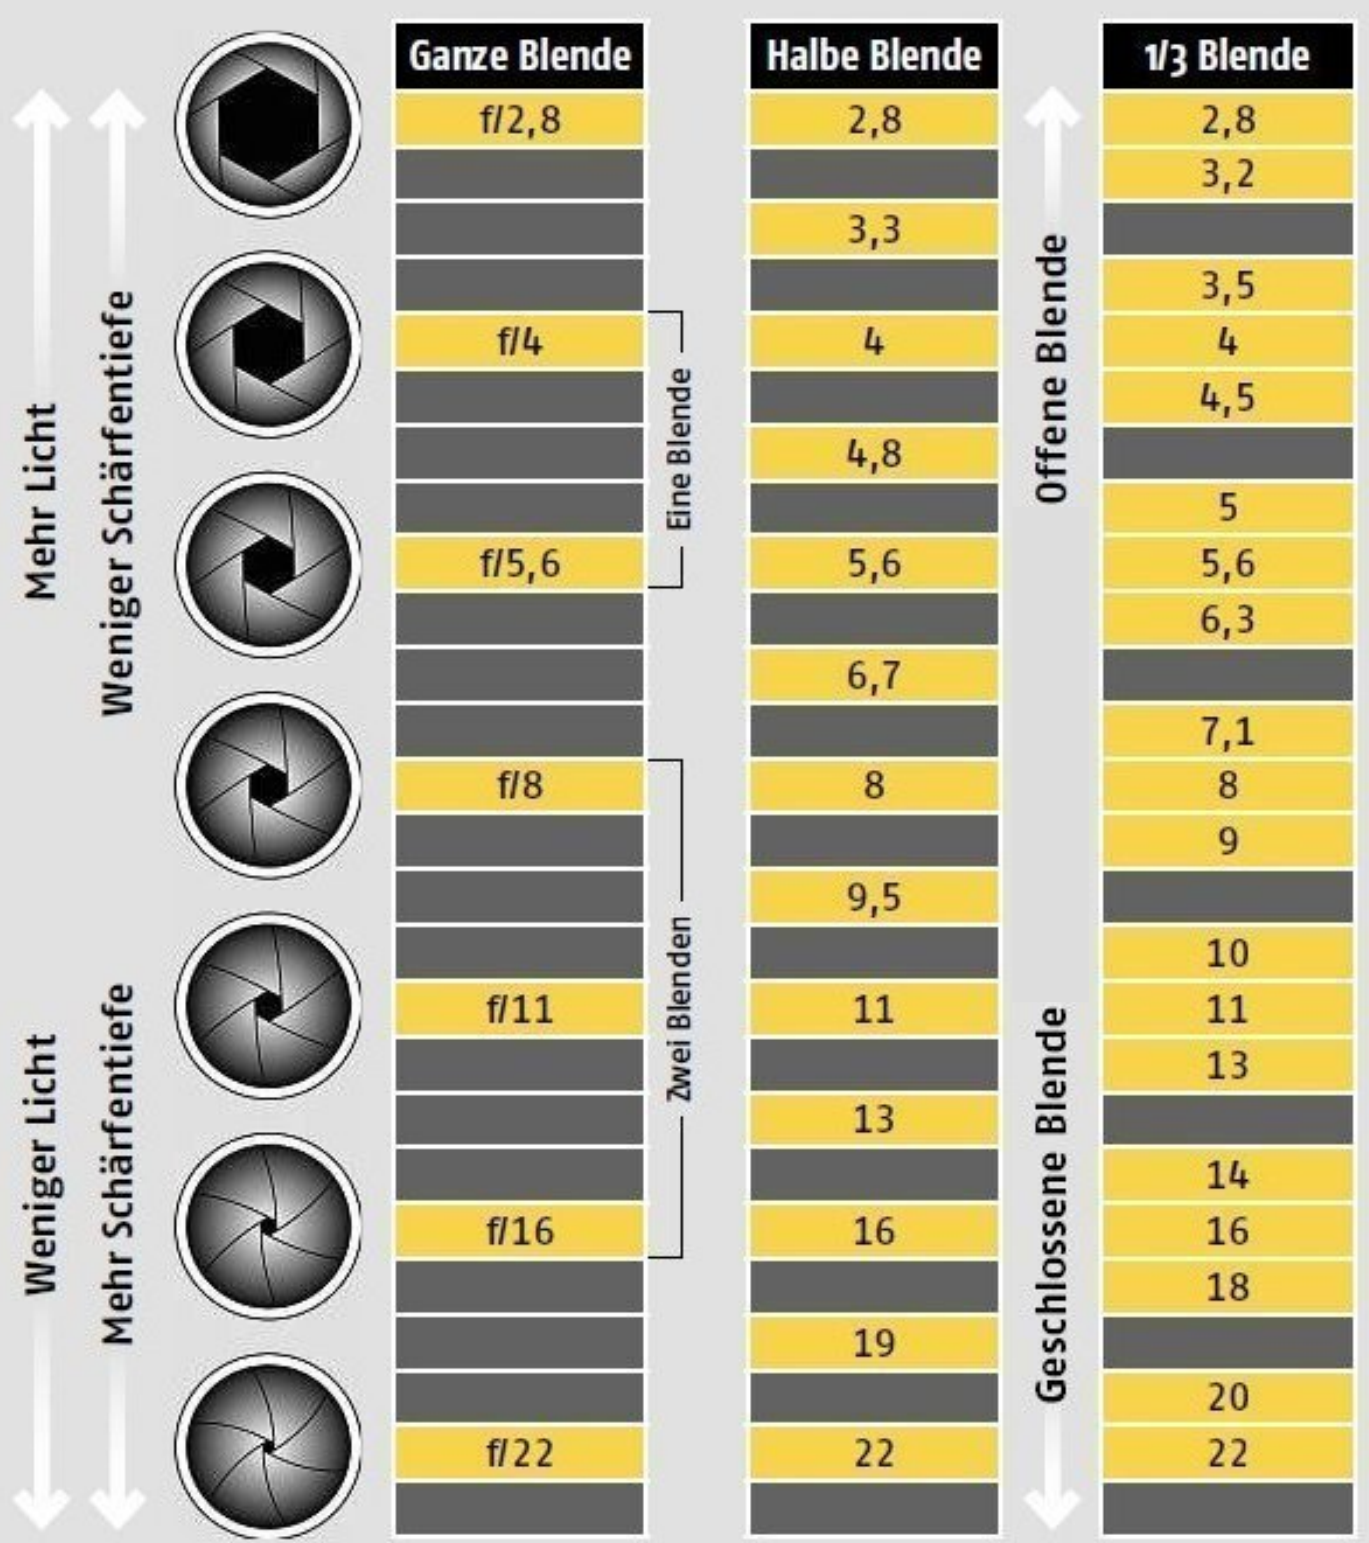 Ganze Blende Halbe Blende 1/3 Blende
f/2,8 2,8 2,8
3,2
3,3
3,5
f/4 4 4
4,5
4,8
5
f/5,6 5,6 5,6
6,3
6,7
7,1
f/8 8 8
9
9,5
10
f/11 11 11
13
13
14
f/16 16 16
18
19
20
f/22 22 22
Mehr Licht
Weniger Schärfentiefe
Weniger Licht
Mehr Schärfentiefe
Eine Blende
Zwei Blenden
Offene Blende
Geschlossene Blende